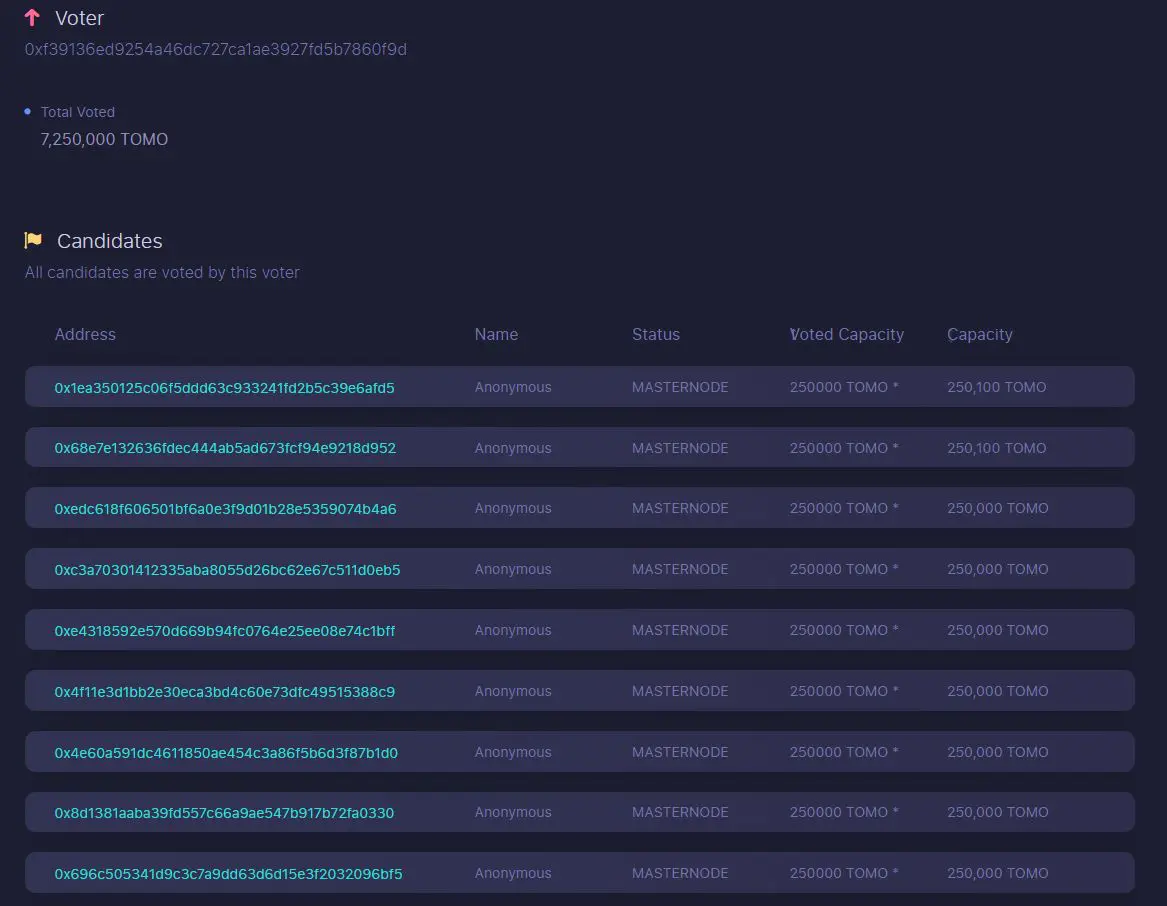 Voter
0xf39136ed9254a46dc727ca1ae3927fd5b7860f9d
Total Voted
7,250,000 TOMO
Candidates
All candidates are voted by this voter
Address Name Status Voted Capacity Capacity
0x1ea350125c06f5ddd63c933241fd2b5c39e6afd5 Anonymous MASTERNODE 250000 TOMO * 250,100 TOMO
0x68e7e132636fdec444ab5ad673fcf94e9218d952 Anonymous MASTERNODE 250000 TOMO * 250,100 TOMO
0xedc618f606501bf6a0e3f9d01b28e5359074b4a6 Anonymous MASTERNODE 250000 TOMO * 250,000 TOMO
0xc3a70301412335aba8055d26bc62e67c511d0eb5 Anonymous MASTERNODE 250000 TOMO * 250,000 TOMO
0xe4318592e570d669b94fc0764e25ee08e74c1bff Anonymous MASTERNODE 250000 TOMO * 250,000 TOMO
0x4f11e3d1bb2e30eca3bd4c60e73dfc49515388c9 Anonymous MASTERNODE 250000 TOMO * 250,000 TOMO
0x4e60a591dc4611850ae454c3a86f5b6d3f87b1d0 Anonymous MASTERNODE 250000 TOMO * 250,000 TOMO
0x8d1381aaba39fd557c66a9ae547b917b72fa0330 Anonymous MASTERNODE 250000 TOMO * 250,000 TOMO
0x696c505341d9c3c7a9dd63d6d15e3f2032096bf5 Anonymous MASTERNODE 250000 TOMO * 250,000 TOMO